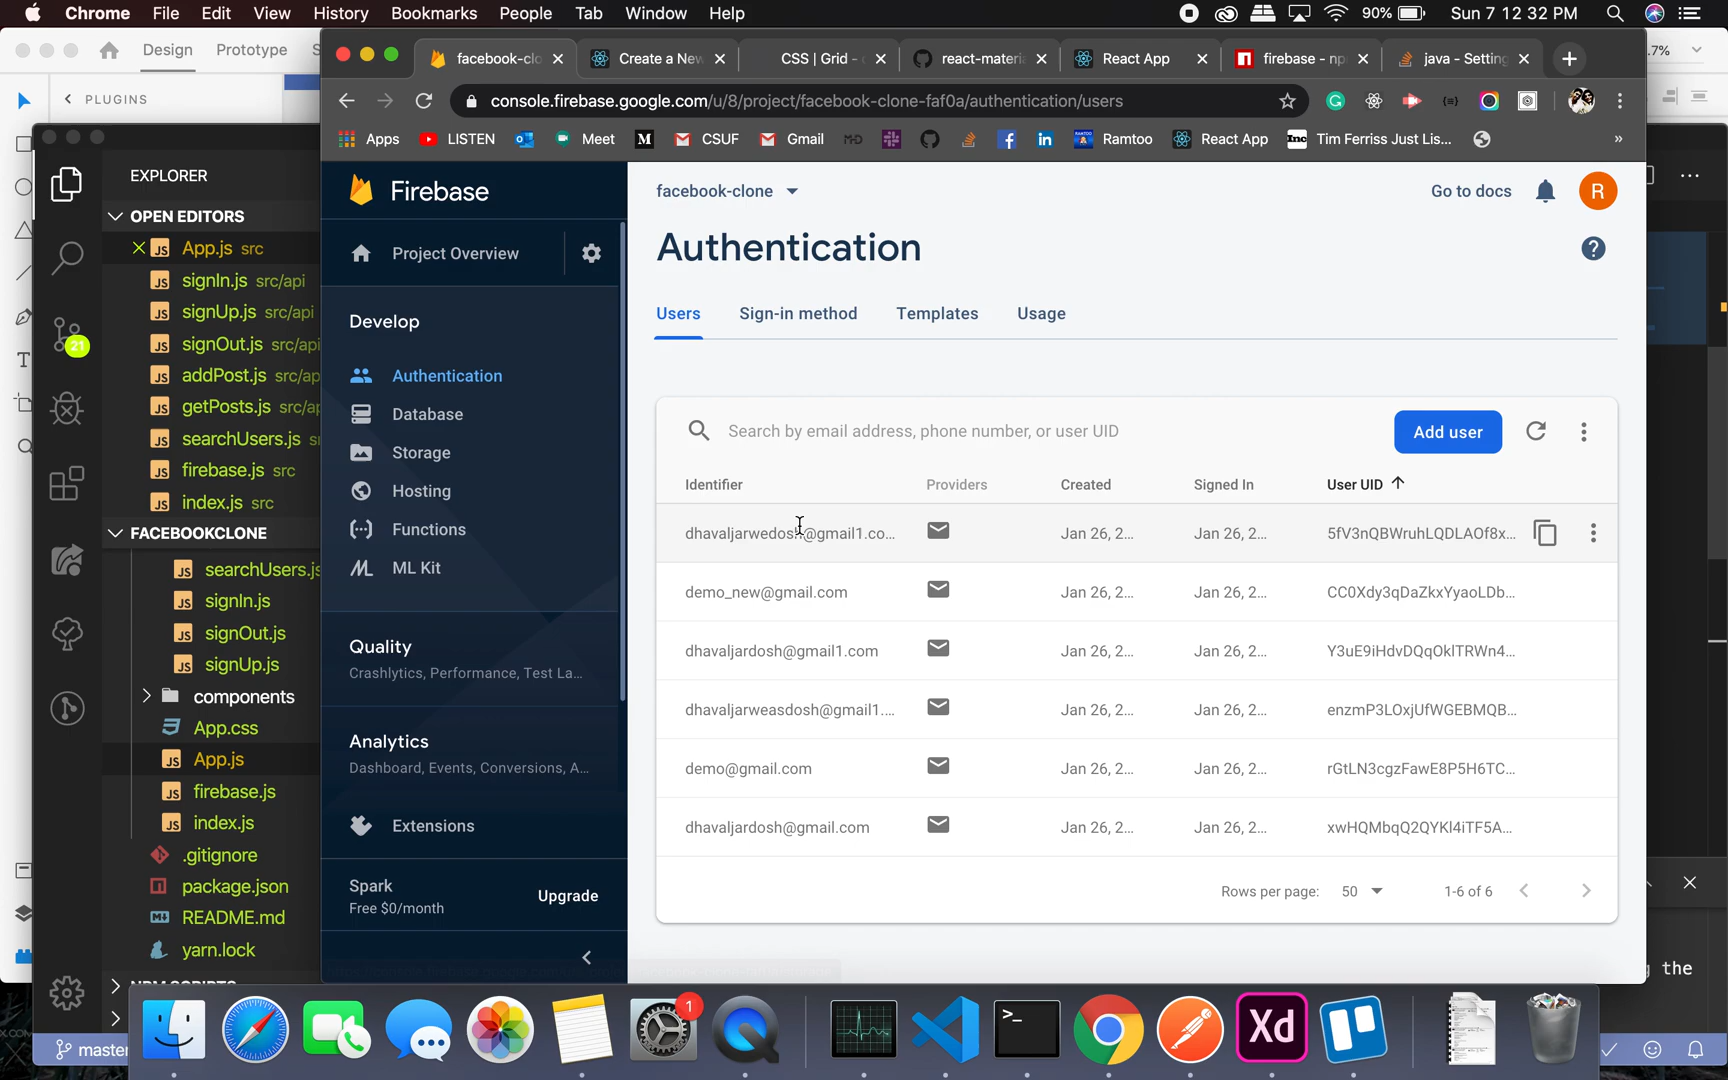 Chrome File Edit View History Bookmarks People Tab Window Help 90% Sun 7 12 32 PM
Design Prototype
.7%
facebook-clo
Create a New
CSS | Grid -
react-materi
React App
firebase - np
java - Setting
PLUGINS
console.firebase.google.com/u/8/project/facebook-clone-faf0a/authentication/users
Apps LISTEN Meet CSUF Gmail Ramtoo React App Tim Ferriss Just Lis... »
EXPLORER
OPEN EDITORS
App.js src
signIn.js src/api
signUp.js src/api
signOut.js src/api
addPost.js src/ap
getPosts.js src/ap
searchUsers.js s
firebase.js src
index.js src
FACEBOOKCLONE
searchUsers.js
signIn.js
signOut.js
signUp.js
components
App.css
App.js
firebase.js
index.js
.gitignore
package.json
README.md
yarn.lock
NPM SCRIPTS
master
21
Firebase
Project Overview
Develop
Authentication
Database
Storage
Hosting
Functions
ML Kit
Quality
Crashlytics, Performance, Test La...
Analytics
Dashboard, Events, Conversions, A...
Extensions
Spark
Free $0/month
Upgrade
facebook-clone
Go to docs
R
Authentication
Users Sign-in method Templates Usage
Search by email address, phone number, or user UID
Add user
Identifier Providers Created Signed In User UID
dhavaljarwedosh@gmail1.co... Jan 26, 2... Jan 26, 2... 5fV3nQBWruhLQDLAOf8x...
demo_new@gmail.com Jan 26, 2... Jan 26, 2... CC0Xdy3qDaZkxYyaoLDb...
dhavaljardosh@gmail1.com Jan 26, 2... Jan 26, 2... Y3uE9iHdvDQqOklTRWn4...
dhavaljarweasdosh@gmail1.... Jan 26, 2... Jan 26, 2... enzmP3LOxjUfWGEBMQB...
demo@gmail.com Jan 26, 2... Jan 26, 2... rGtLN3cgzFawE8P5H6TC...
dhavaljardosh@gmail.com Jan 26, 2... Jan 26, 2... xwHQMbqQ2QYKl4iTF5A...
Rows per page: 50 1-6 of 6
the
1
Xd